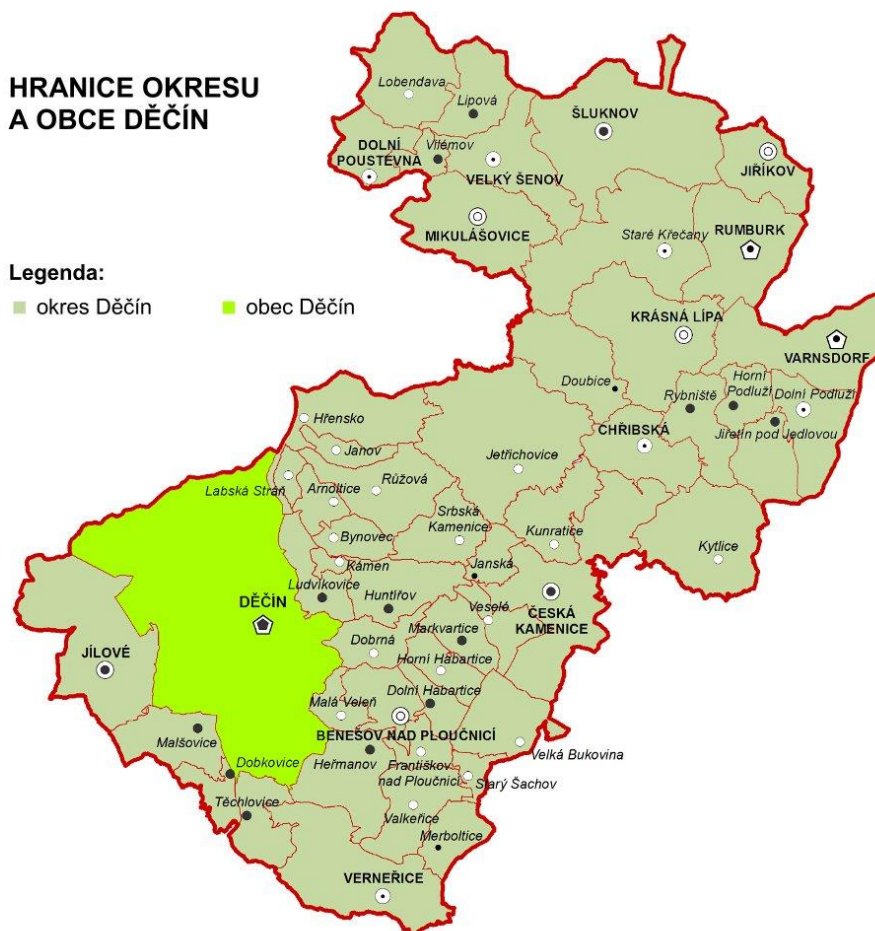 HRANICE OKRESU
A OBCE DĚČÍN
Legenda:
okres Děčín
obec Děčín
Lobendava
Lipová
ŠLUKNOV
DOLNÍ
POUSTEVNA
Vilémov
VELKÝ ŠENOV
JIŘÍKOV
MIKULÁŠOVICE
Staré Křečany
RUMBURK
KRÁSNÁ LÍPA
VARNSDORF
Doubice
Rybniště
Horní
Podluží
Dolní Podluží
Hřensko
CHŘIBSKÁ
Jiřetín pod Jedlovou
Janov
Jetřichovice
Labská Stráň
Arnoltice
Růžová
Srbská
Kamenice
Kunratice
Bynovec
Kytlice
Kámen
Janská
Ludvíkovice
Huntířov
DĚČÍN
Veselé
ČESKÁ
KAMENICE
Markvartice
JÍLOVÉ
Dobrná
Horní Habartice
Dolní Habartice
Malá Veleň
BENEŠOV NAD PLOUČNICÍ
Malšovice
Velká Bukovina
Dobkovice
Heřmanov
Františkov
nad Ploučnicí
Starý Šachov
Těchlovice
Valkeřice
Merboltice
VERNEŘICE